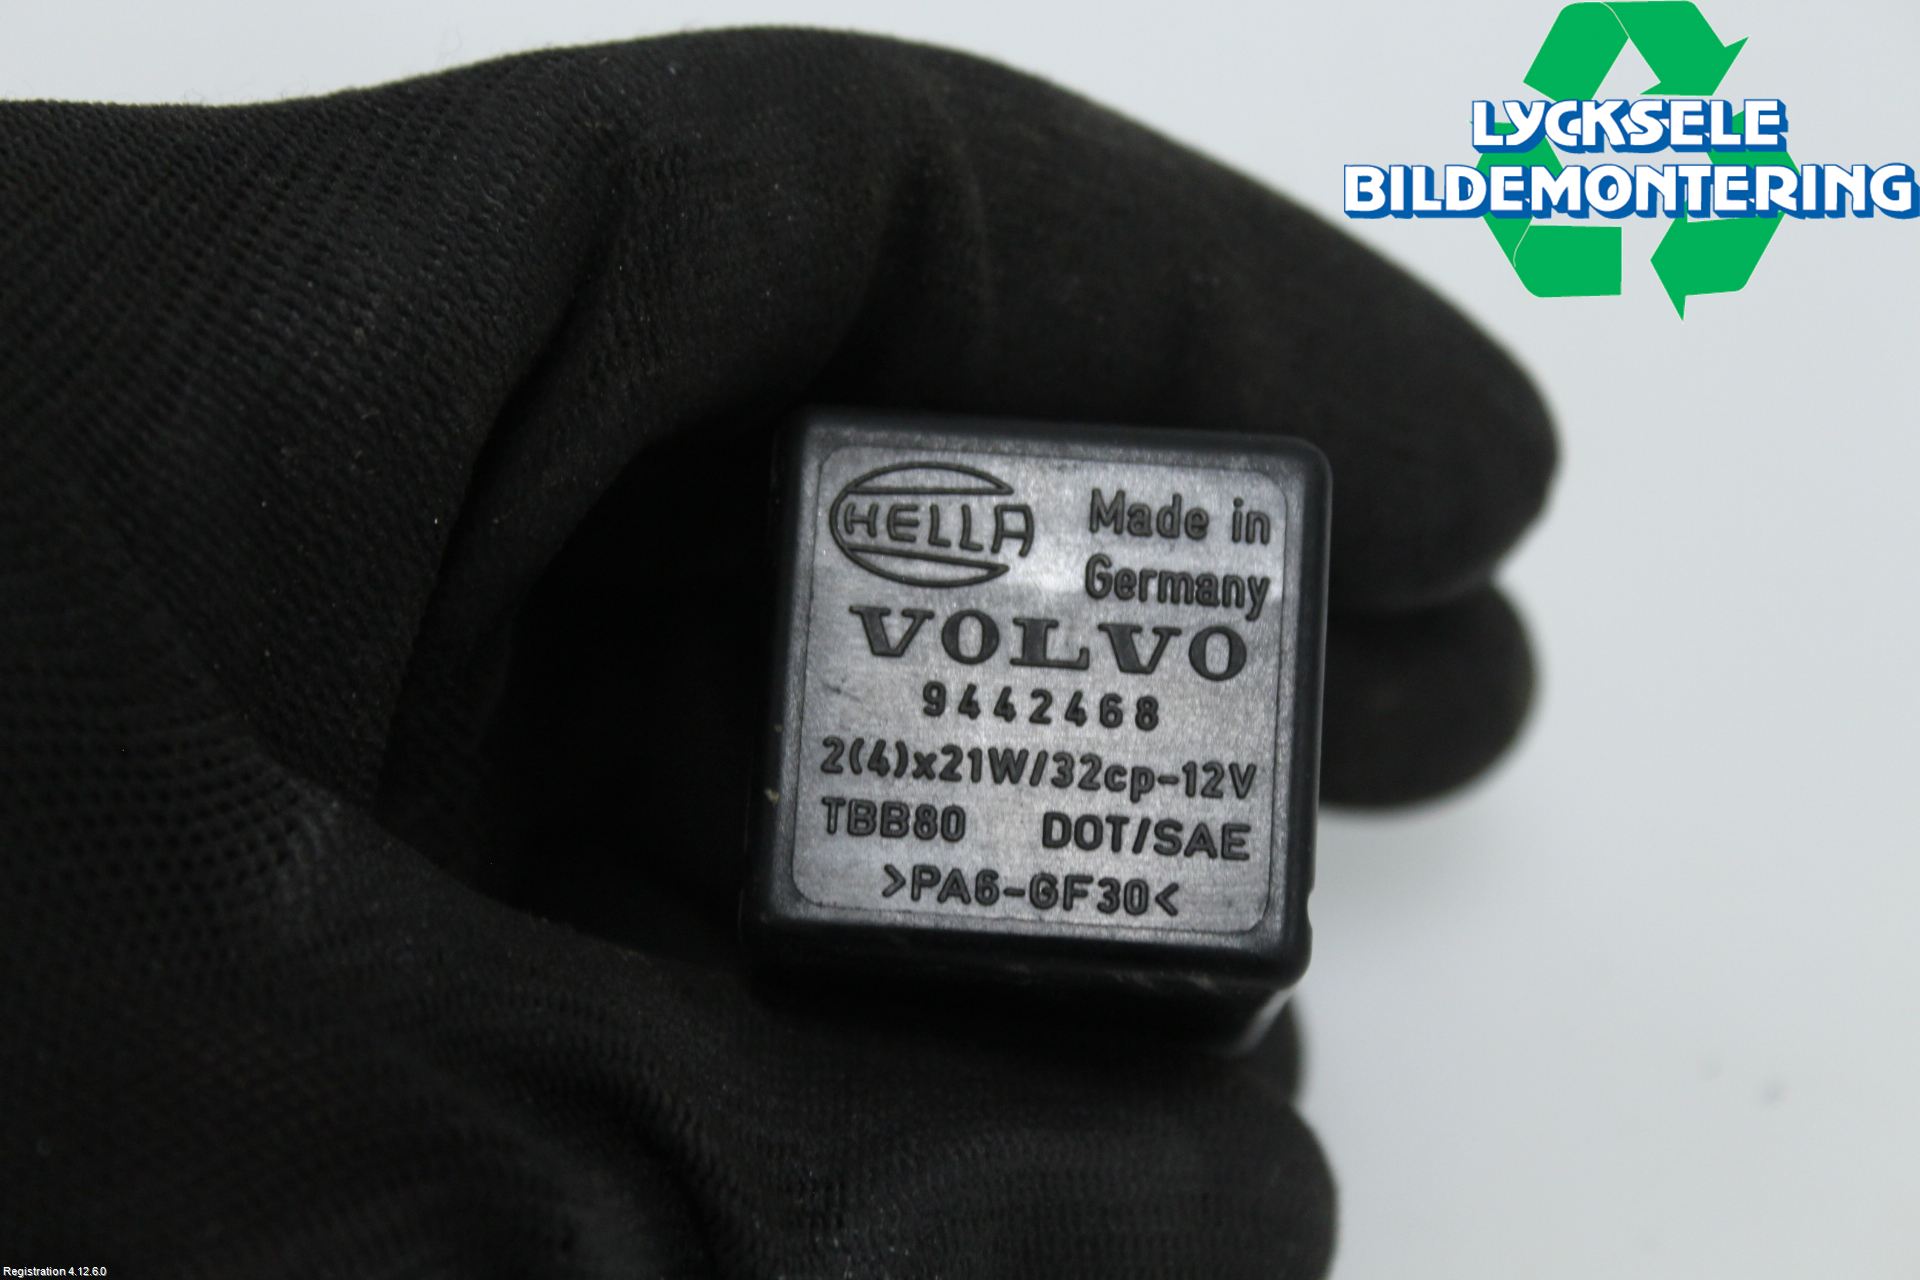 LYCKSELE
BILDEMONTERING
HELLA
Made in
Germany
VOLVO
9442468
2(4)x21W/32cp-12V
TBB80 DOT/SAE
>PA6-GF30<
Registration 4.12.6.0